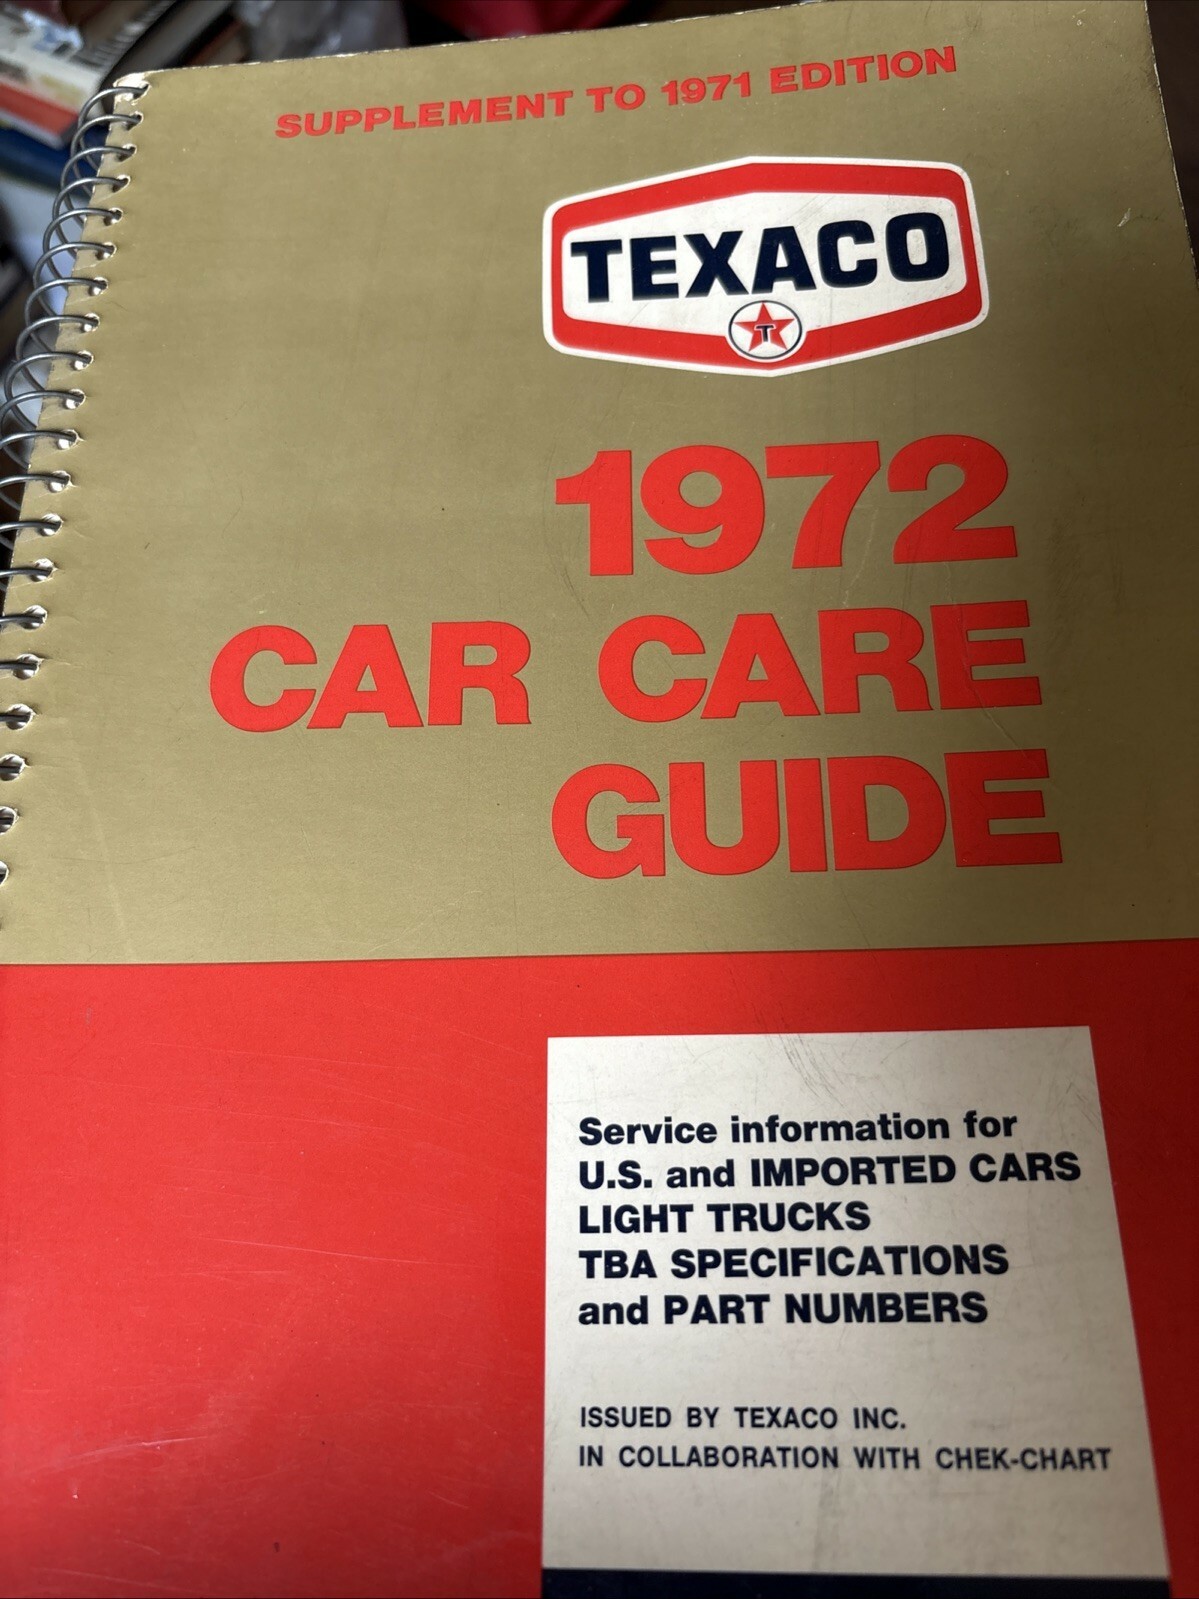 SUPPLEMENT TO 1971 EDITION
TEXACO
T
1972
CAR CARE
GUIDE
Service information for
U.S. and IMPORTED CARS
LIGHT TRUCKS
TBA SPECIFICATIONS
and PART NUMBERS
ISSUED BY TEXACO INC.
IN COLLABORATION WITH CHEK-CHART